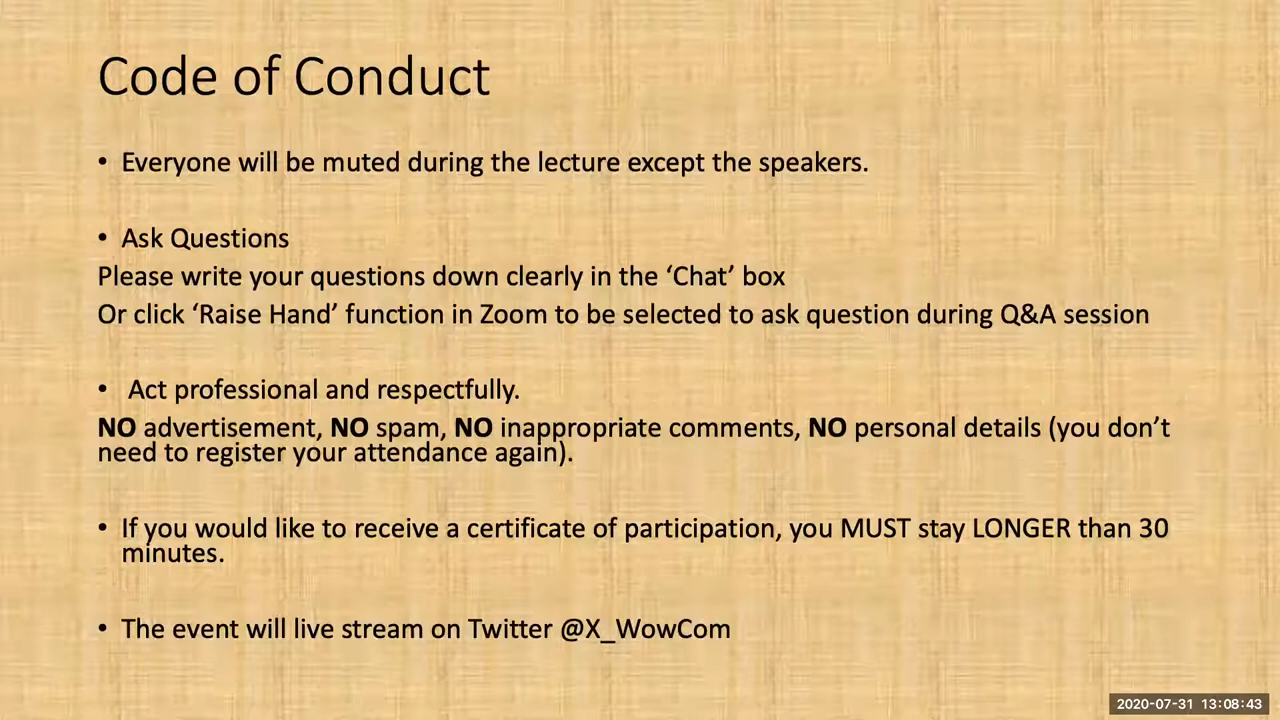 Code of Conduct
• Everyone will be muted during the lecture except the speakers.
• Ask Questions
Please write your questions down clearly in the ‘Chat’ box
Or click ‘Raise Hand’ function in Zoom to be selected to ask question during Q&A session
• Act professional and respectfully.
NO advertisement, NO spam, NO inappropriate comments, NO personal details (you don’t
need to register your attendance again).
• If you would like to receive a certificate of participation, you MUST stay LONGER than 30
minutes.
• The event will live stream on Twitter @X_WowCom
2020-07-31 13:08:43